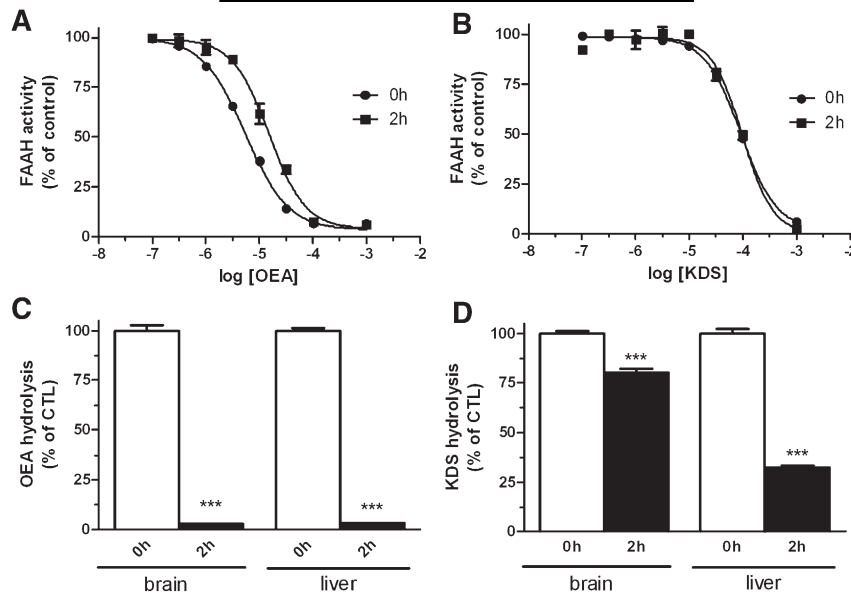 A
100
75
50
25
0
FAAH activity
(% of control)
0h
2h
-8 -7 -6 -5 -4 -3 -2
log [OEA]
B
100
75
50
25
0
FAAH activity
(% of control)
0h
2h
-8 -7 -6 -5 -4 -3 -2
log [KDS]
C
100
75
50
25
0
OEA hydrolysis
(% of CTL)
*** ***
0h 2h 0h 2h
brain liver
D
100
75
50
25
0
KDS hydrolysis
(% of CTL)
***
***
0h 2h 0h 2h
brain liver